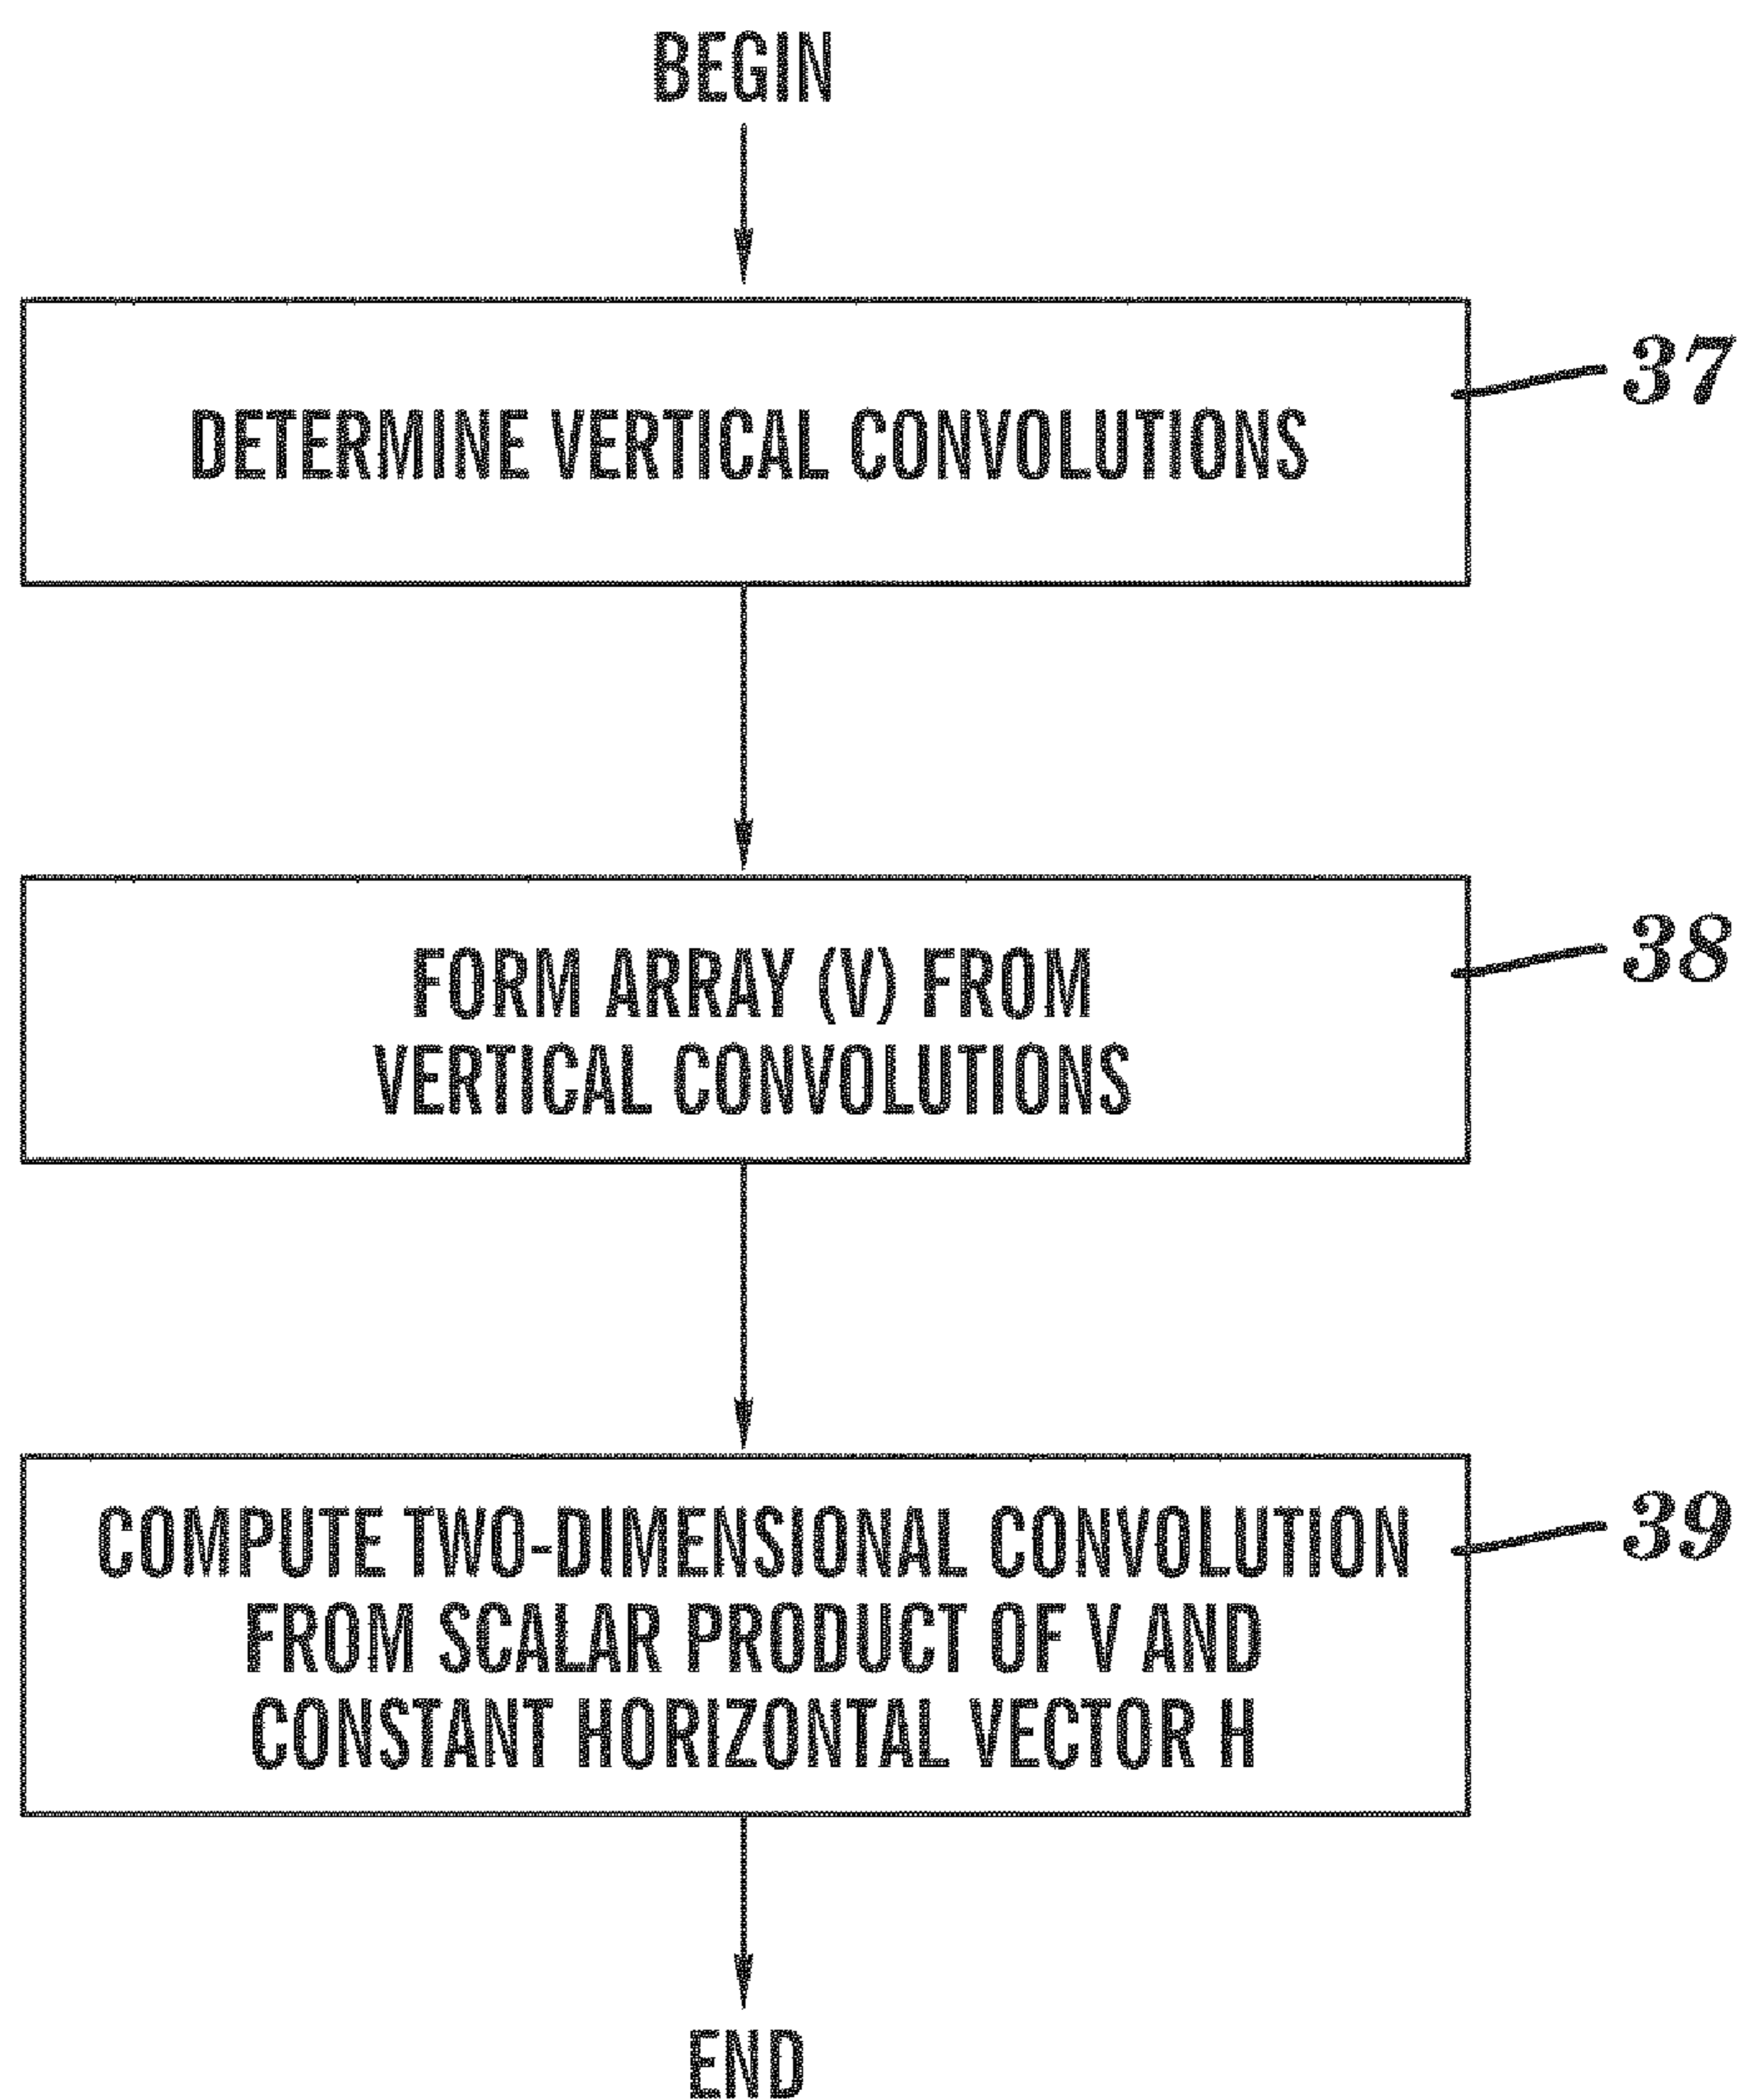 BEGIN
DETERMINE VERTICAL CONVOLUTIONS
37
FORM ARRAY (V) FROM
VERTICAL CONVOLUTIONS
38
COMPUTE TWO-DIMENSIONAL CONVOLUTION
FROM SCALAR PRODUCT OF V AND
CONSTANT HORIZONTAL VECTOR H
39
END